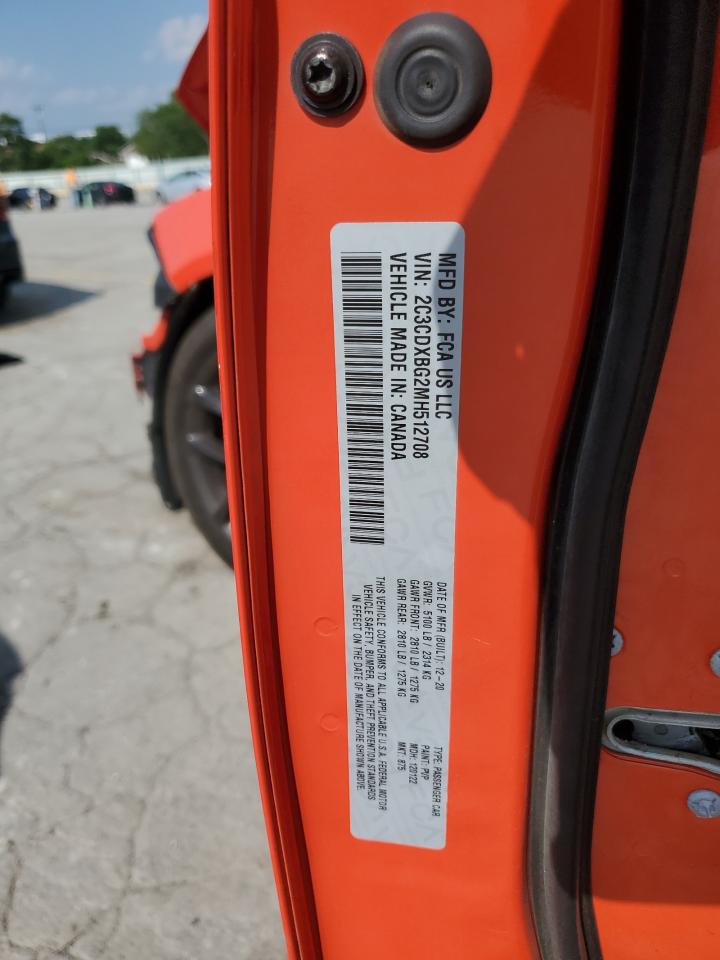 MFD BY: FCA US LLC
VIN: 2C3CDXBG2MH512708
VEHICLE MADE IN: CANADA
DATE OF MFR (BUILT): 12-20
GVWR: 5100 LB / 2314 KG
GAWR FRONT: 2810 LB / 1275 KG
GAWR REAR: 2810 LB / 1275 KG
THIS VEHICLE CONFORMS TO ALL APPLICABLE U.S.A. FEDERAL MOTOR
VEHICLE SAFETY, BUMPER, AND THEFT PREVENTION STANDARDS
IN EFFECT ON THE DATE OF MANUFACTURE SHOWN ABOVE.
TYPE: PASSENGER CAR
PAINT: PVP
MDH: 120122
MKT: 875